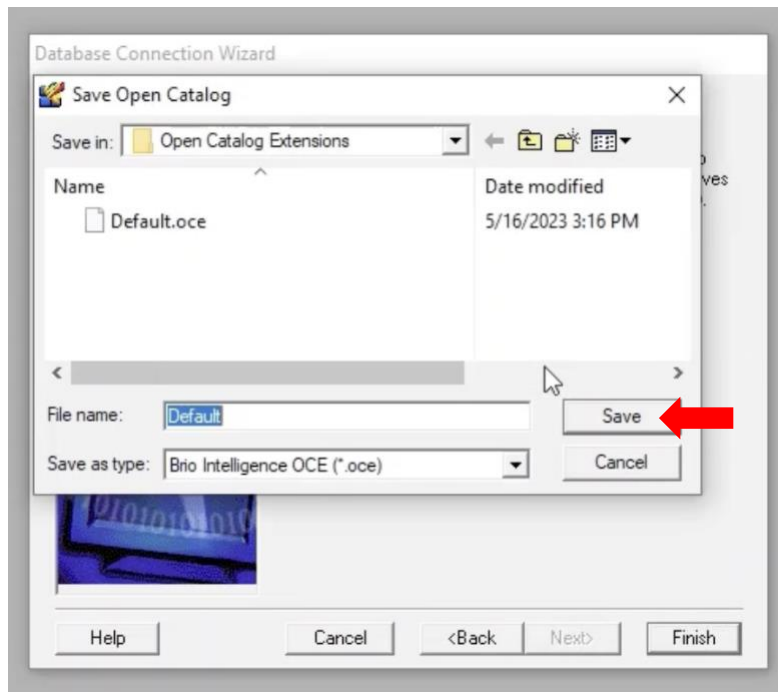 Database Connection Wizard
Save Open Catalog
Save in: Open Catalog Extensions
Name Date modified
Default.oce 5/16/2023 3:16 PM
ves
File name: Default Save
Save as type: Brio Intelligence OCE (*.oce) Cancel
Help Cancel <Back Next> Finish